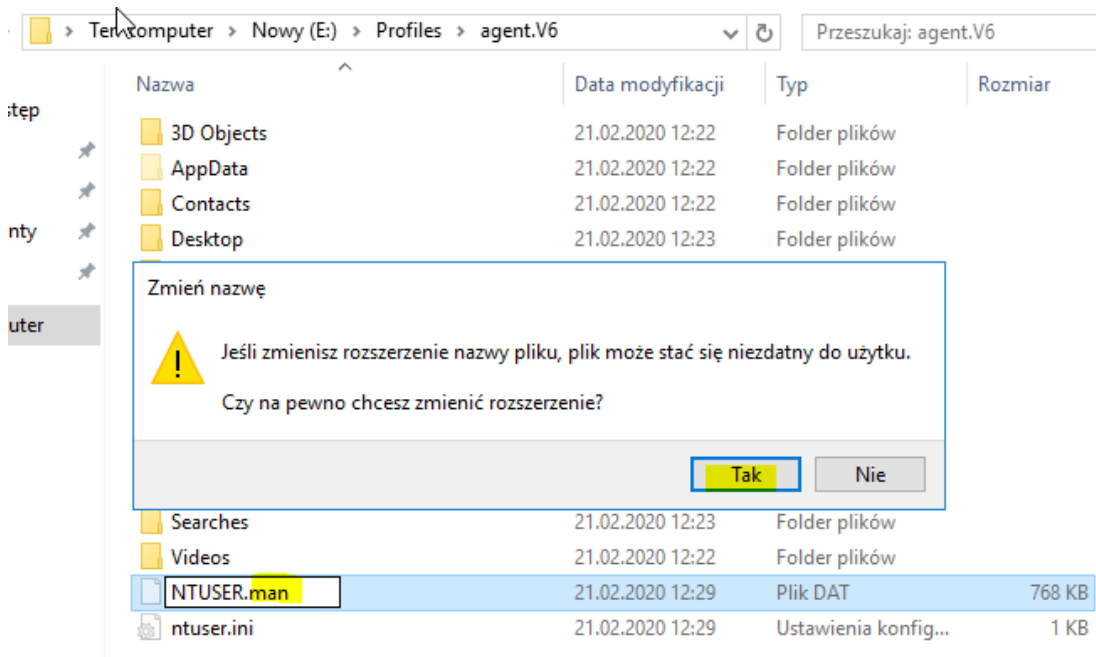 Ten komputer > Nowy (E:) > Profiles > agent.V6 Przeszukaj: agent.V6
Nazwa Data modyfikacji Typ Rozmiar
stęp
3D Objects 21.02.2020 12:22 Folder plików
AppData 21.02.2020 12:22 Folder plików
Contacts 21.02.2020 12:22 Folder plików
nty Desktop 21.02.2020 12:23 Folder plików
Zmień nazwę
uter
Jeśli zmienisz rozszerzenie nazwy pliku, plik może stać się niezdatny do użytku.
Czy na pewno chcesz zmienić rozszerzenie?
Tak Nie
Searches 21.02.2020 12:23 Folder plików
Videos 21.02.2020 12:22 Folder plików
NTUSER.man 21.02.2020 12:29 Plik DAT 768 KB
ntuser.ini 21.02.2020 12:29 Ustawienia konfig... 1 KB